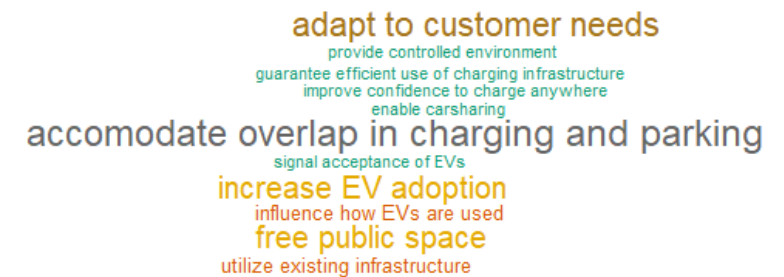 adapt to customer needs
provide controlled environment
guarantee efficient use of charging infrastructure
improve confidence to charge anywhere
enable carsharing
accomodate overlap in charging and parking
signal acceptance of EVs
increase EV adoption
influence how EVs are used
free public space
utilize existing infrastructure